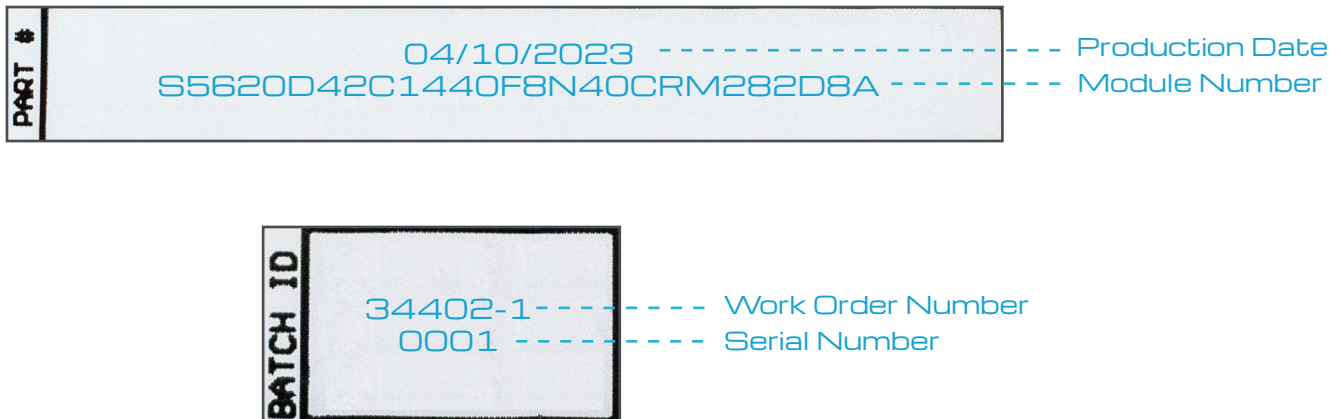 PART #
04/10/2023
Production Date
S5620D42C1440F8N40CRM282D8A
Module Number
BATCH ID
34402-1
Work Order Number
0001
Serial Number